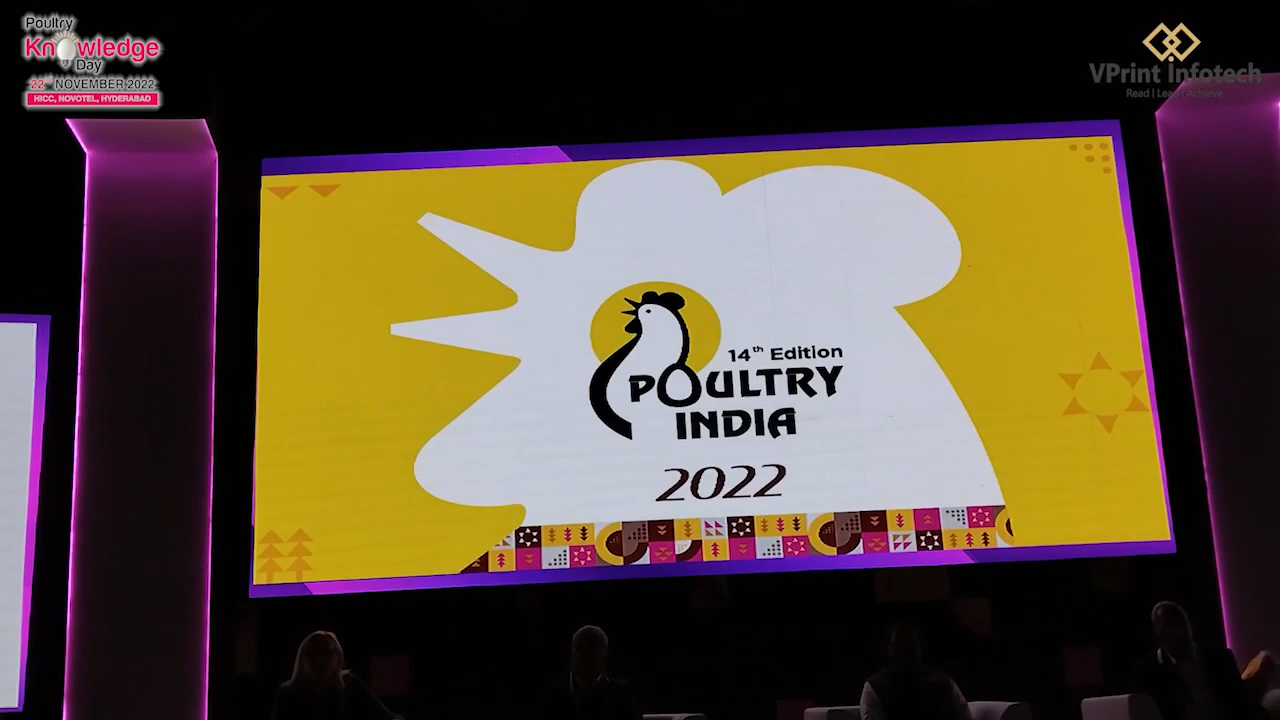 Poultry
Knowledge
Day
22nd NOVEMBER 2022
HICC, NOVOTEL, HYDERABAD
VPrint Infotech
Read | Learn | Achieve
14th Edition
POULTRY
INDIA
2022